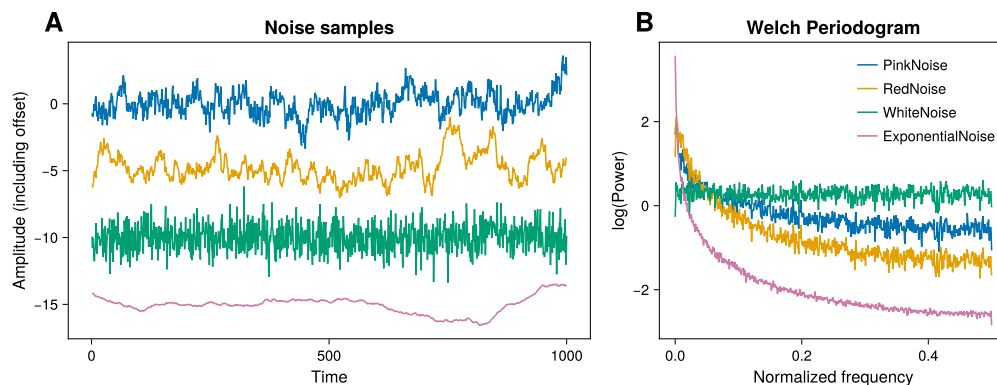 A
Noise samples
Amplitude (including offset)
0
−5
−10
−15
0
500
1000
Time
B
Welch Periodogram
log(Power)
2
0
−2
0.0
0.2
0.4
Normalized frequency
PinkNoise
RedNoise
WhiteNoise
ExponentialNoise